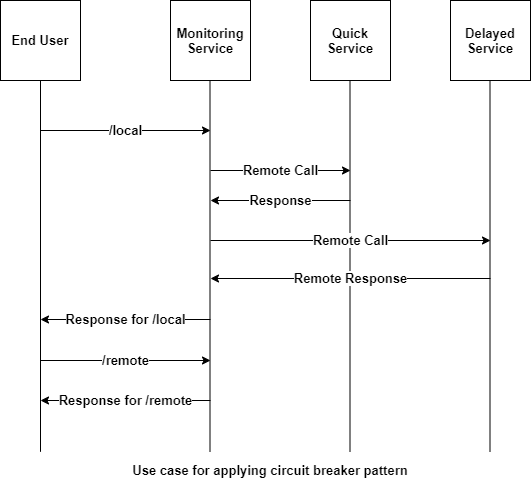 End User
Monitoring
Service
Quick
Service
Delayed
Service
/local
Remote Call
Response
Remote Call
Remote Response
Response for /local
/remote
Response for /remote
Use case for applying circuit breaker pattern